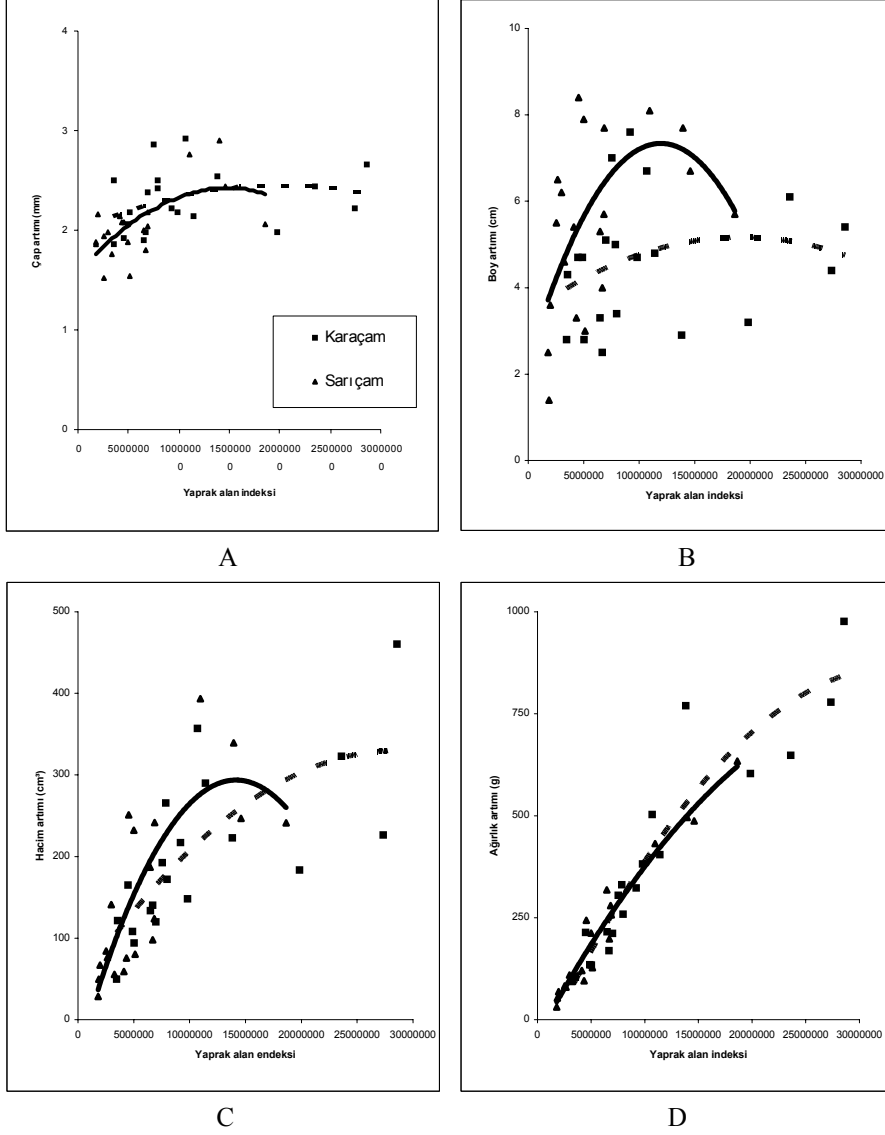 4
3
2
1
0
Çap artımı (mm)
0 5000000 1000000 1500000 2000000 2500000 3000000
0 0 0 0 0
Yaprak alan indeksi
Karaçam
Sarıçam
A
10
8
6
4
2
0
Boy artımı (cm)
0 5000000 10000000 15000000 20000000 25000000 30000000
Yaprak alan indeksi
B
500
400
300
200
100
0
Hacim artımı (cm³)
0 5000000 10000000 15000000 20000000 25000000 30000000
Yaprak alan endeksi
C
1000
750
500
250
0
Ağırlık artımı (g)
0 5000000 10000000 15000000 20000000 25000000 30000000
Yaprak alan indeksi
D